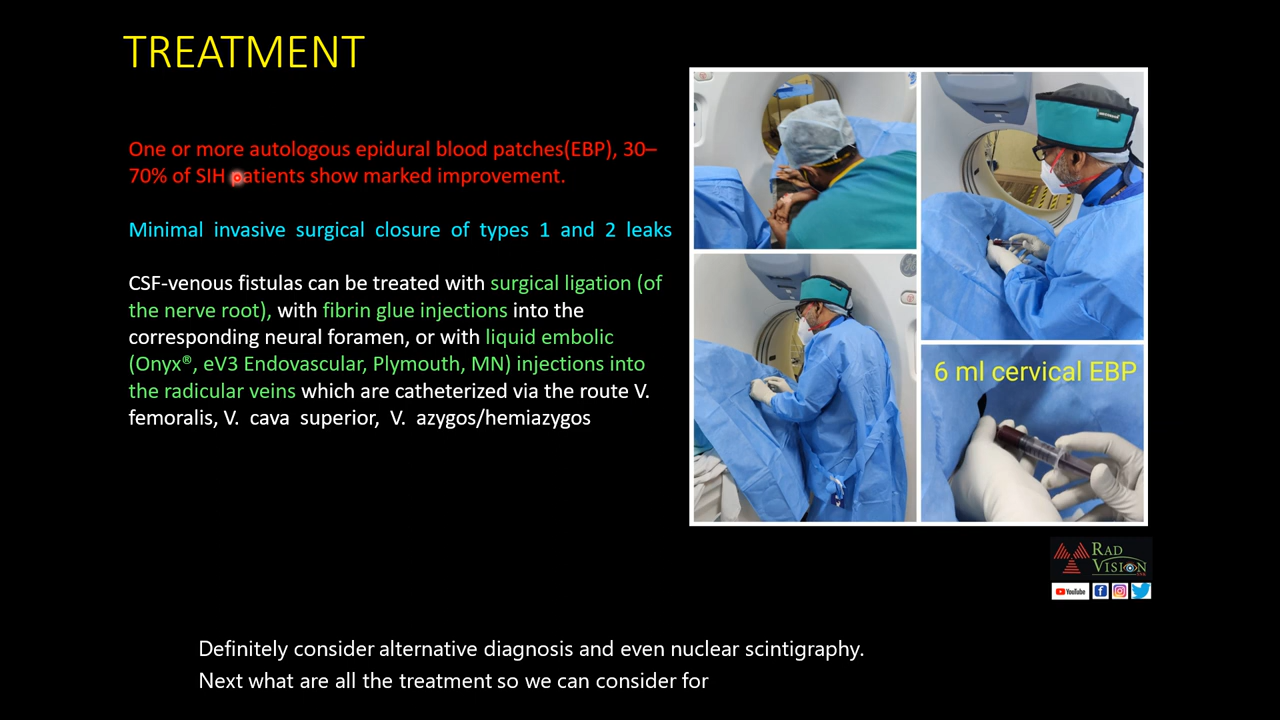 TREATMENT
One or more autologous epidural blood patches(EBP), 30–
70% of SIH patients show marked improvement.
Minimal invasive surgical closure of types 1 and 2 leaks
CSF-venous fistulas can be treated with surgical ligation (of
the nerve root), with fibrin glue injections into the
corresponding neural foramen, or with liquid embolic
(Onyx®, eV3 Endovascular, Plymouth, MN) injections into
the radicular veins which are catheterized via the route V.
femoralis, V. cava superior, V. azygos/hemiazygos
6 ml cervical EBP
RAD
VISION
YouTube
Definitely consider alternative diagnosis and even nuclear scintigraphy.
Next what are all the treatment so we can consider for